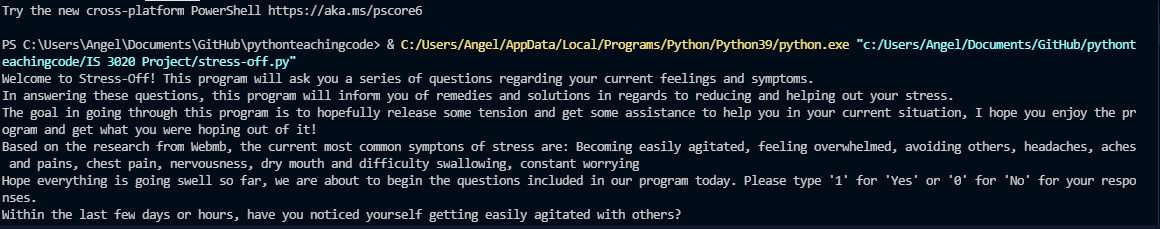 Try the new cross-platform PowerShell https://aka.ms/pscore6
PS C:\Users\Angel\Documents\GitHub\pythonteachingcode> & C:/Users/Angel/AppData/Local/Programs/Python/Python39/python.exe "c:/Users/Angel/Documents/GitHub/pythont
eachingcode/IS 3020 Project/stress-off.py"
Welcome to Stress-Off! This program will ask you a series of questions regarding your current feelings and symptoms.
In answering these questions, this program will inform you of remedies and solutions in regards to reducing and helping out your stress.
The goal in going through this program is to hopefully release some tension and get some assistance to help you in your current situation, I hope you enjoy the pr
ogram and get what you were hoping out of it!
Based on the research from Webmb, the current most common symptons of stress are: Becoming easily agitated, feeling overwhelmed, avoiding others, headaches, aches
and pains, chest pain, nervousness, dry mouth and difficulty swallowing, constant worrying
Hope everything is going swell so far, we are about to begin the questions included in our program today. Please type '1' for 'Yes' or '0' for 'No' for your respo
nses.
Within the last few days or hours, have you noticed yourself getting easily agitated with others?